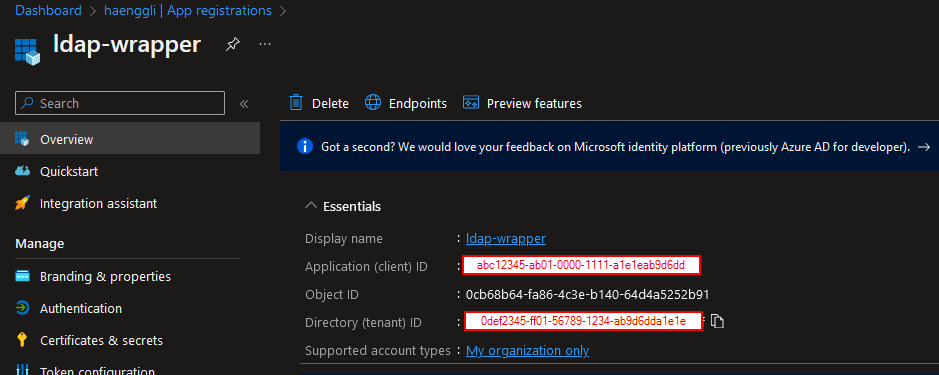 Dashboard > haenggli | App registrations >
ldap-wrapper
Search
Delete Endpoints Preview features
Overview
Got a second? We would love your feedback on Microsoft identity platform (previously Azure AD for developer). →
Quickstart
Integration assistant
Essentials
Manage
Display name : ldap-wrapper
Application (client) ID : abc12345-ab01-0000-1111-a1e1eab9d6dd
Branding & properties
Object ID : 0cb68b64-fa86-4c3e-b140-64d4a5252b91
Authentication
Directory (tenant) ID : 0def2345-ff01-56789-1234-ab9d6dda1e1e
Certificates & secrets
Supported account types : My organization only
Token configuration